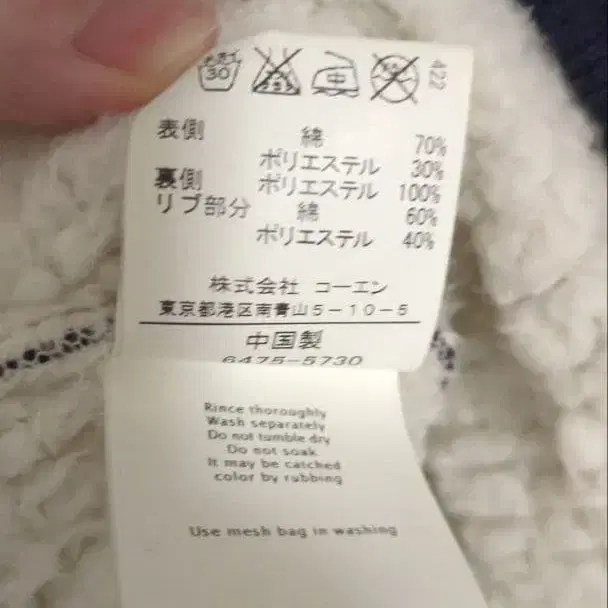 30
422
表側 綿 70%
ポリエステル 30%
裏側 ポリエステル 100%
リブ部分 綿 60%
ポリエステル 40%
株式会社 コーエン
東京都港区南青山5-10-5
中国製
6475-5730
Rince thoroughly
Wash separately
Do not tumble dry
Do not soak
It may be catched
color by rubbing
Use mesh bag in washing